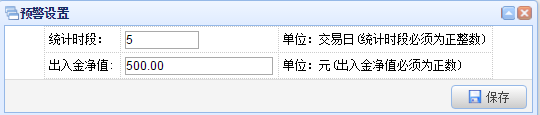 预警设置
统计时段: 5 单位: 交易日(统计时段必须为正整数)
出入金净值: 500.00 单位: 元(出入金净值必须为正数)
保存